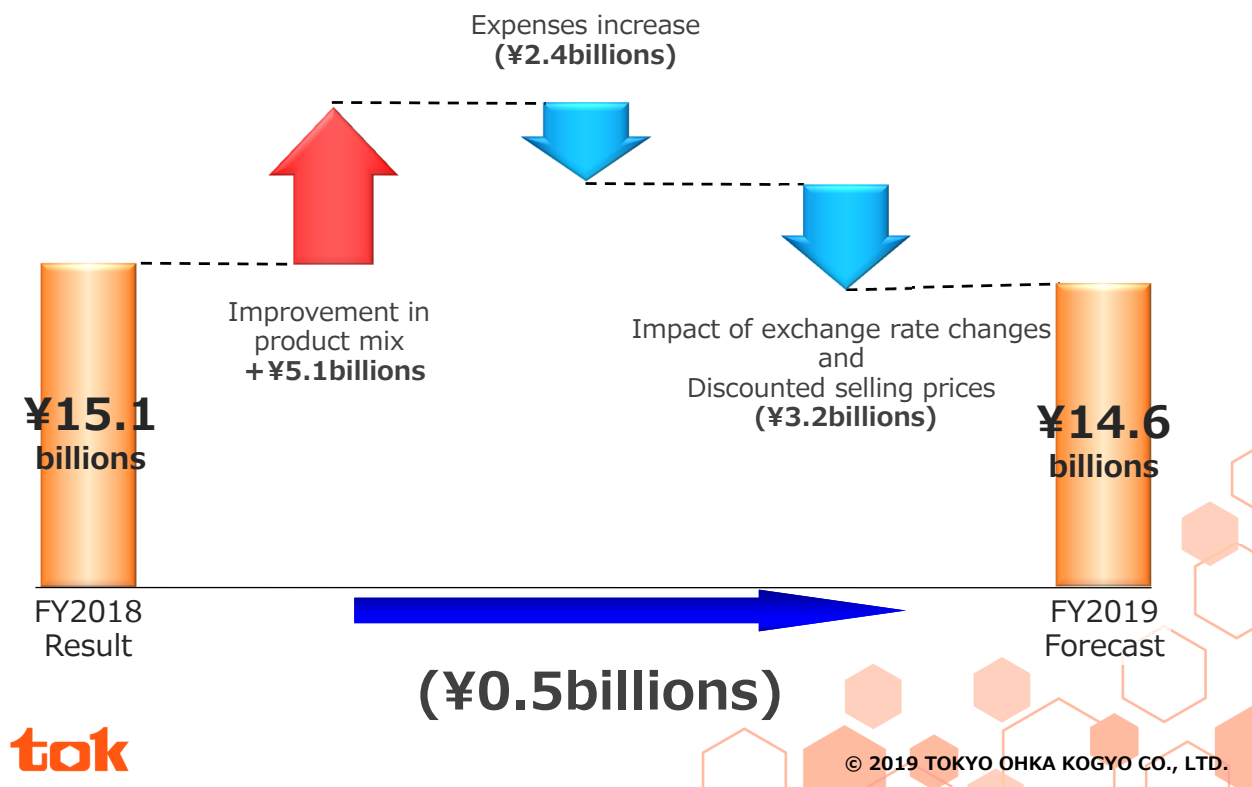 Expenses increase
(¥2.4billions)
Improvement in
product mix
+¥5.1billions
Impact of exchange rate changes
and
Discounted selling prices
(¥3.2billions)
¥15.1
billions
¥14.6
billions
FY2018
Result
FY2019
Forecast
(¥0.5billions)
tok
© 2019 TOKYO OHKA KOGYO CO., LTD.